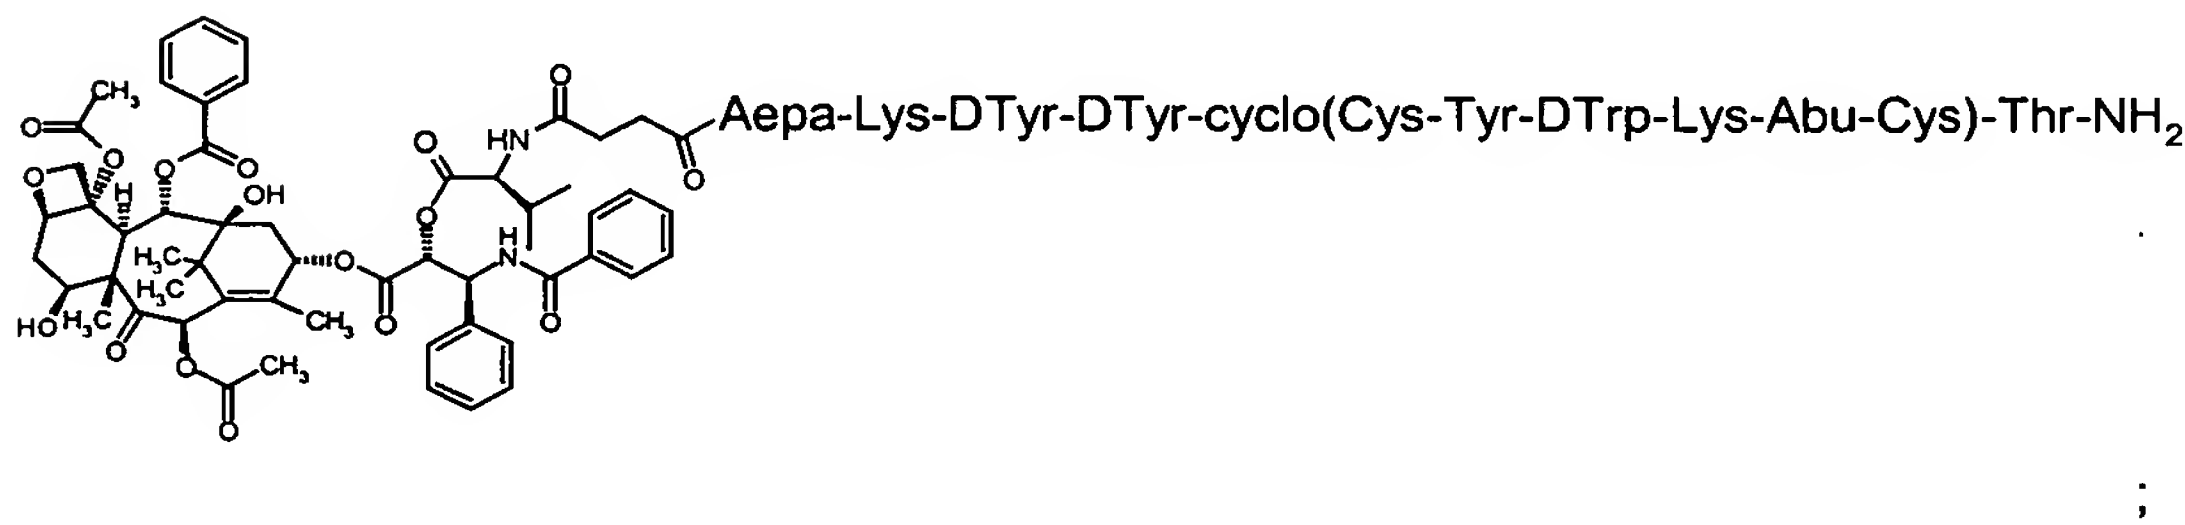 Aepa-Lys-DTyr-DTyr-cyclo(Cys-Tyr-DTrp-Lys-Abu-Cys)-Thr-NH₂
O
CH₃
O
HN
O
O
O
O
O
O
H
O
OH
O
O
H₃C
H₃C
O
H
N
O
HO
H₃C
O
CH₃
O
O
CH₃
O
;